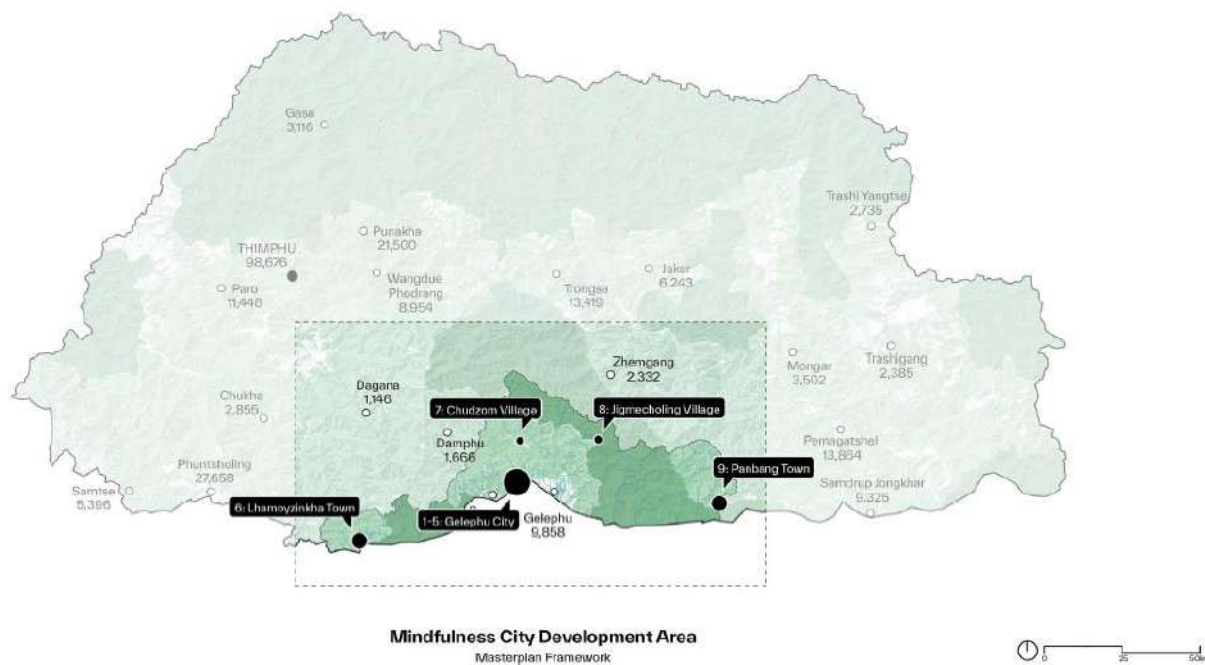 Gasa
3,116
Trashi Yangtse
2,735
Punakha
21,500
THIMPHU
98,676
Wangdue
Phodrang
8,954
Paro
11,448
Trongsa
13,419
Jakar
6,243
Zhemgang
2,332
Mongar
3,502
Trashigang
2,385
Dagana
1,146
Chukha
2,855
7: Chudzom Village
8: Jigmecholing Village
Damphu
1,666
Pemagatshel
13,864
Phuntsholing
27,658
9: Panbang Town
Samtse
5,396
Samdrup Jongkhar
9,325
6: Lhamoyzinkha Town
1-5: Gelephu City
Gelephu
9,858
Mindfulness City Development Area
Masterplan Framework
0 25 50k